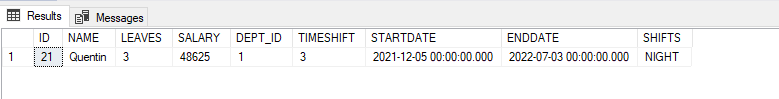 Results Messages
ID NAME LEAVES SALARY DEPT_ID TIMESHIFT STARTDATE ENDDATE SHIFTS
1 21 Quentin 3 48625 1 3 2021-12-05 00:00:00.000 2022-07-03 00:00:00.000 NIGHT